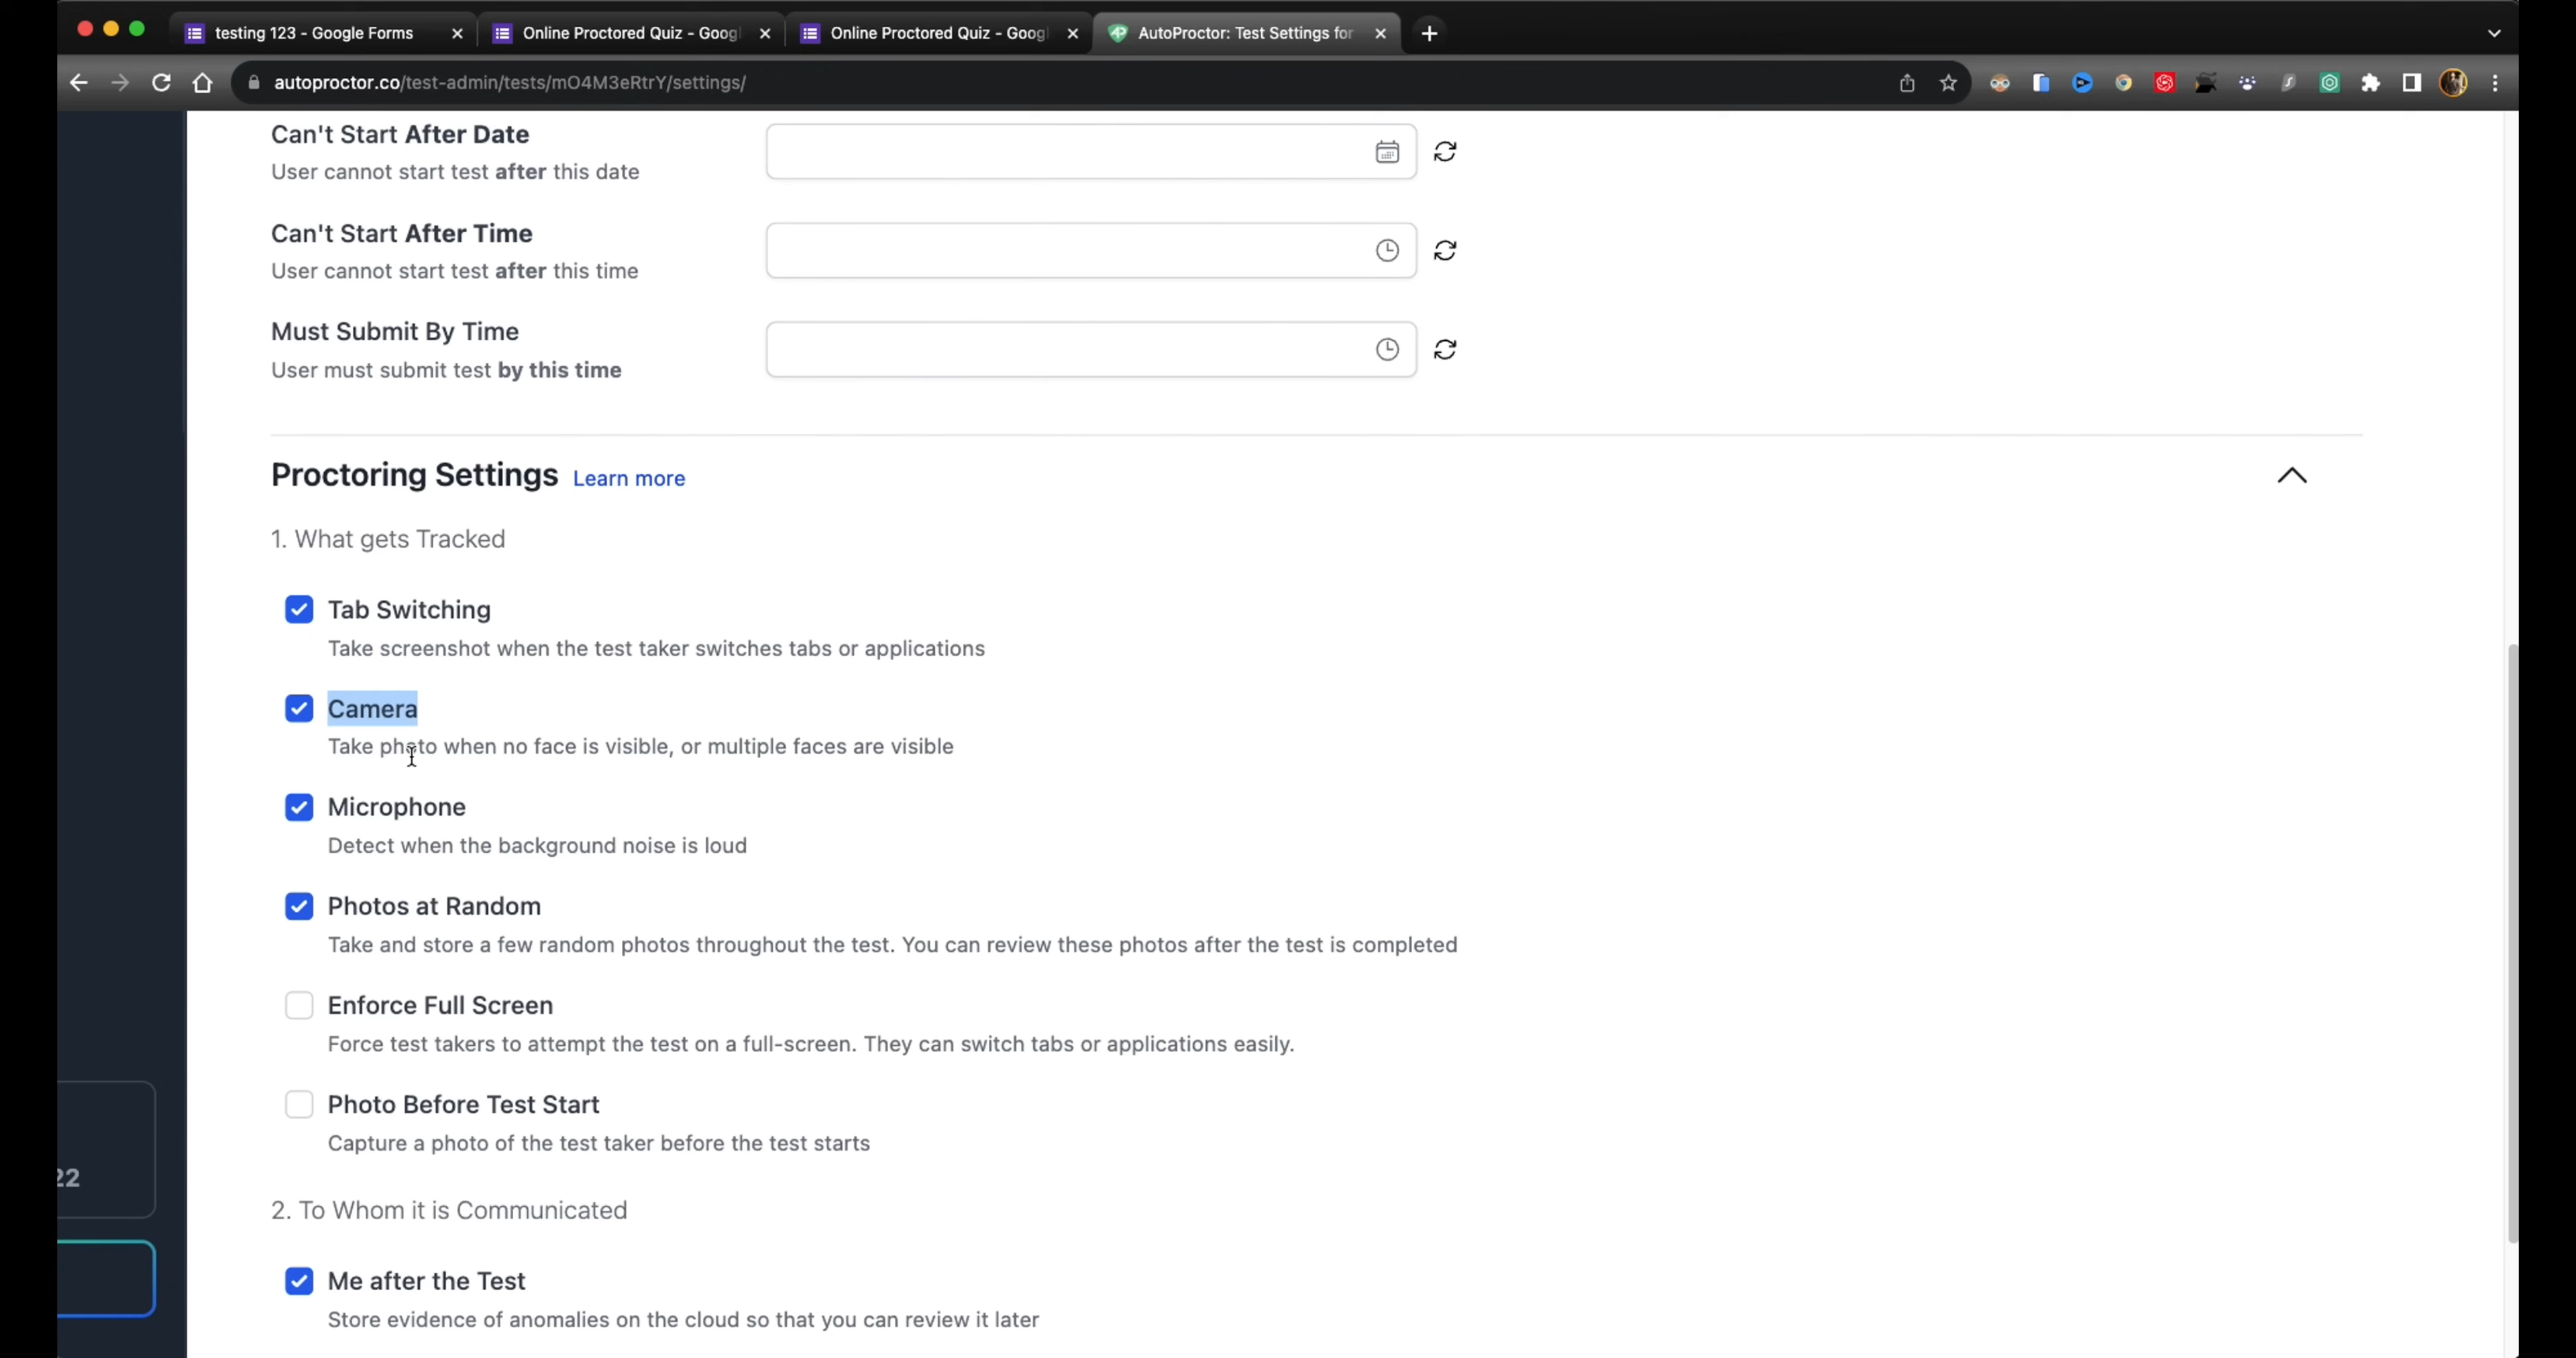 testing 123 - Google Forms
Online Proctored Quiz - Goog
Online Proctored Quiz - Goog
AutoProctor: Test Settings for
autoproctor.co/test-admin/tests/mO4M3eRtrY/settings/
Can't Start After Date
User cannot start test after this date
Can't Start After Time
User cannot start test after this time
Must Submit By Time
User must submit test by this time
Proctoring Settings Learn more
1. What gets Tracked
Tab Switching
Take screenshot when the test taker switches tabs or applications
Camera
Take photo when no face is visible, or multiple faces are visible
Microphone
Detect when the background noise is loud
Photos at Random
Take and store a few random photos throughout the test. You can review these photos after the test is completed
Enforce Full Screen
Force test takers to attempt the test on a full-screen. They can switch tabs or applications easily.
Photo Before Test Start
Capture a photo of the test taker before the test starts
22
2. To Whom it is Communicated
Me after the Test
Store evidence of anomalies on the cloud so that you can review it later